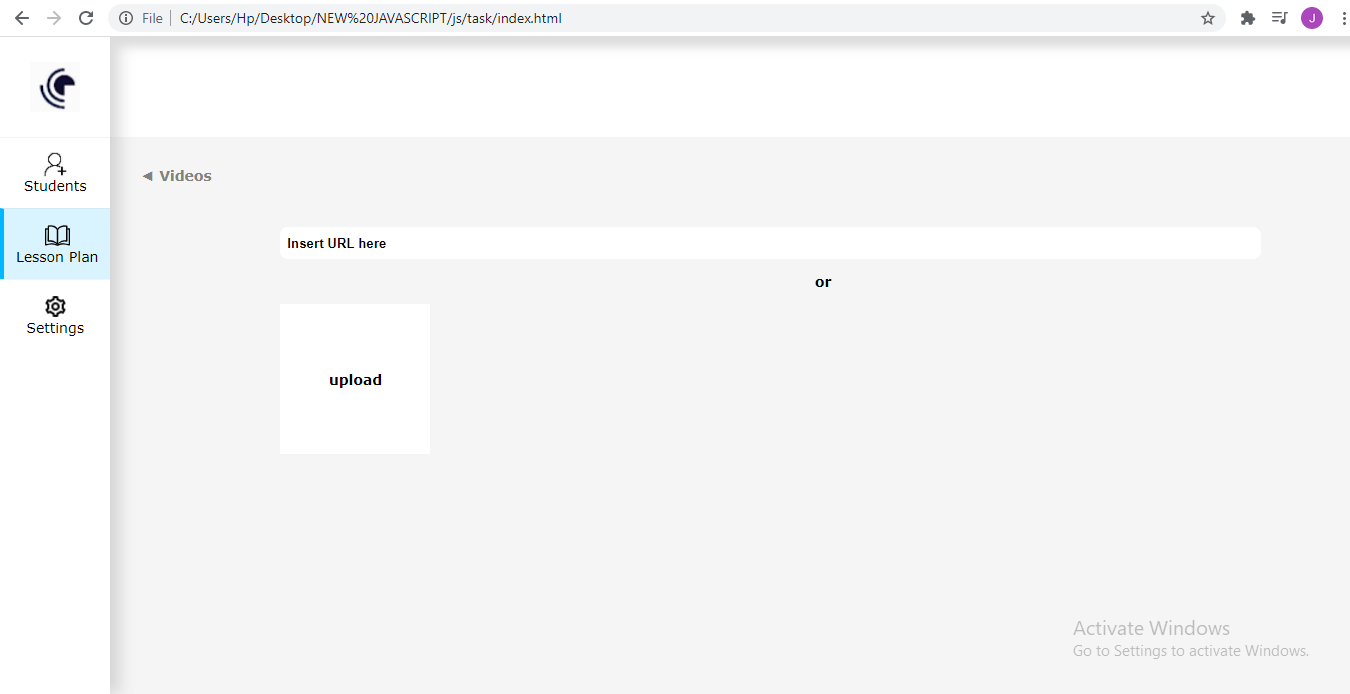 File C:/Users/Hp/Desktop/NEW%20JAVASCRIPT/js/task/index.html
J
Students
Lesson Plan
Settings
◄ Videos
Insert URL here
or
upload
Activate Windows
Go to Settings to activate Windows.